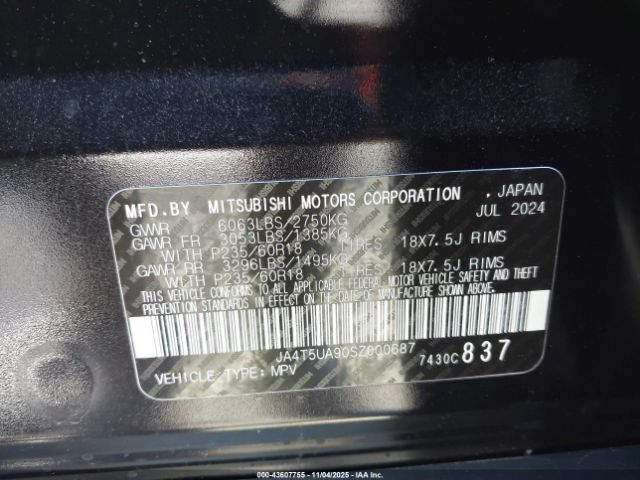 MFD.BY MITSUBISHI MOTORS CORPORATION . JAPAN
GVWR 6063LBS/2750KG JUL 2024
GAWR FR 3053LBS/1385KG
WITH P235/60R18 TIRES 18X7.5J RIMS
GAWR RR 3296LBS/1495KG
WITH P235/60R18 TIRES 18X7.5J RIMS
THIS VEHICLE CONFORMS TO ALL APPLICABLE FEDERAL MOTOR VEHICLE SAFETY AND THEFT
PREVENTION STANDARDS IN EFFECT ON THE DATE OF MANUFACTURE SHOWN ABOVE.
JA4T5UA90SZ000687 7430C 837
VEHICLE TYPE: MPV
© 43607755 - 11/04/2025 - IAA Inc.